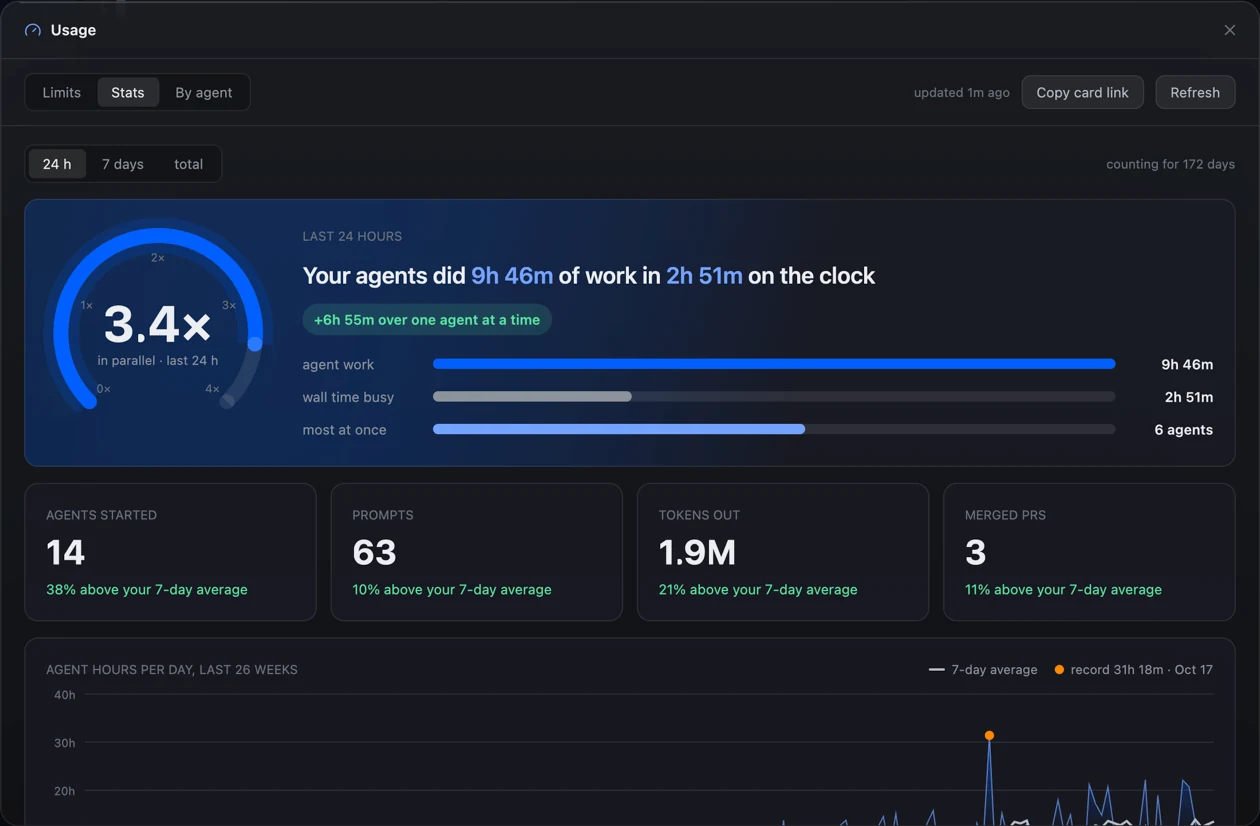 Usage
Limits
Stats
By agent
updated 1m ago
Copy card link
Refresh
24 h
7 days
total
counting for 172 days
0×
1×
2×
3×
4×
3.4×
in parallel · last 24 h
LAST 24 HOURS
Your agents did 9h 46m of work in 2h 51m on the clock
+6h 55m over one agent at a time
agent work 9h 46m
wall time busy 2h 51m
most at once 6 agents
AGENTS STARTED
14
38% above your 7-day average
PROMPTS
63
10% above your 7-day average
TOKENS OUT
1.9M
21% above your 7-day average
MERGED PRS
3
11% above your 7-day average
AGENT HOURS PER DAY, LAST 26 WEEKS
7-day average
record 31h 18m · Oct 17
40h
30h
20h